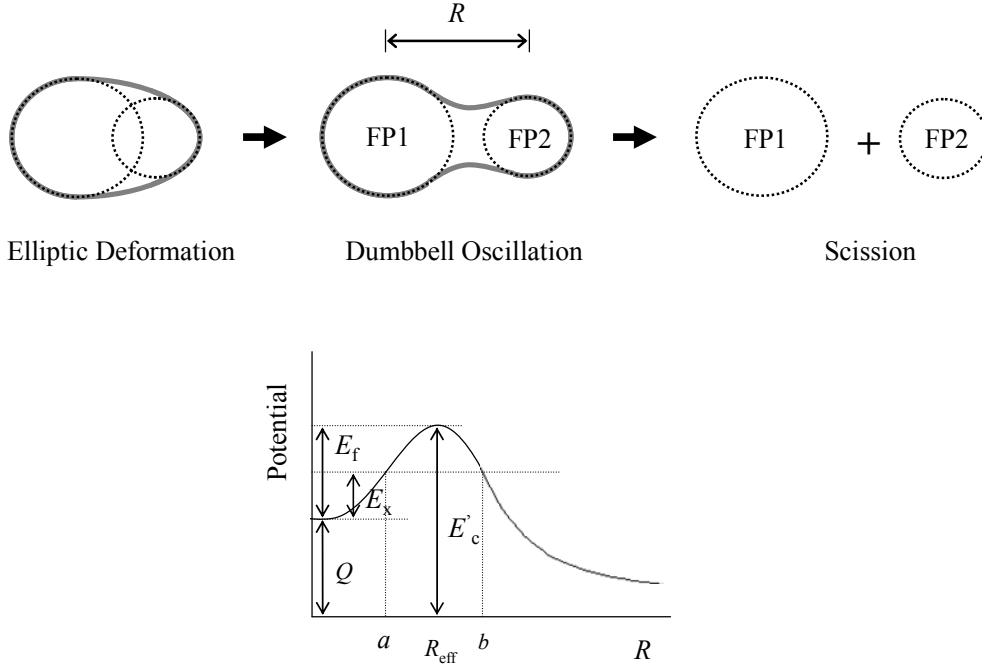 R
FP1 FP2 FP1 + FP2
Elliptic Deformation Dumbbell Oscillation Scission
Potential
E_f
E_x
E'_c
Q
a R_eff b R